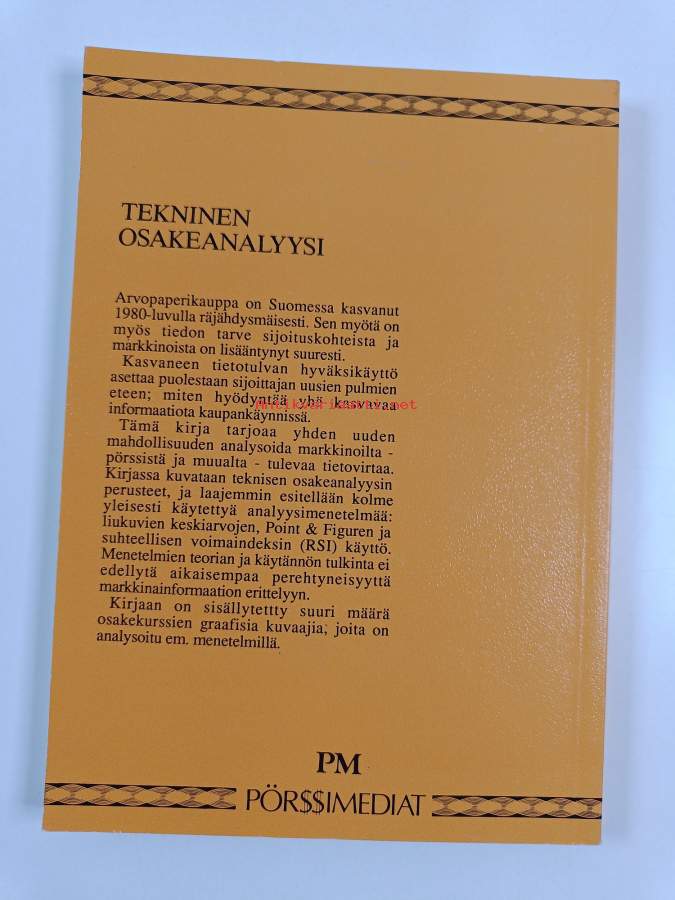 TEKNINEN
OSAKEANALYYSI
Arvopaperikauppa on Suomessa kasvanut
1980-luvulla räjähdysmäisesti. Sen myötä on
myös tiedon tarve sijoituskohteista ja
markkinoista on lisääntynyt suuresti.
Kasvaneen tietotulvan hyväksikäyttö
asettaa puolestaan sijoittajan uusien pulmien
eteen; miten hyödyntää yhä kasvavaa
Antikvariaatti.net
informaatiota kaupankäynnissä.
Tämä kirja tarjoaa yhden uuden
mahdollisuuden analysoida markkinoilta -
pörssistä ja muualta - tulevaa tietovirtaa.
Kirjassa kuvataan teknisen osakeanalyysin
perusteet, ja laajemmin esitellään kolme
yleisesti käytettyä analyysimenetelmää:
liukuvien keskiarvojen, Point & Figuren ja
suhteellisen voimaindeksin (RSI) käyttö.
Menetelmien teorian ja käytännön tulkinta ei
edellytä aikaisempaa perehtyneisyyttä
markkinainformaation erittelyyn.
Kirjaan on sisällytettty suuri määrä
osakekurssien graafisia kuvaajia, joita on
analysoitu em. menetelmillä.
PM
PÖR$$IMEDIAT